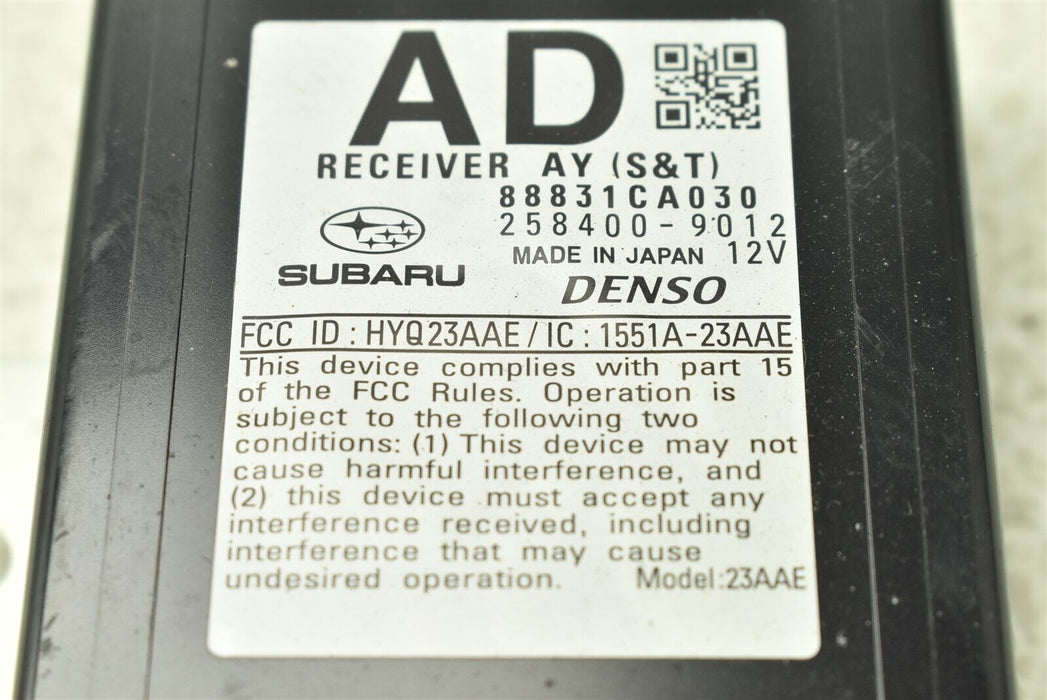 AD
RECEIVER AY (S&T)
88831CA030
258400-9012
MADE IN JAPAN 12V
SUBARU
DENSO
FCC ID : HYQ23AAE / IC : 1551A-23AAE
This device complies with part 15
of the FCC Rules. Operation is
subject to the following two
conditions: (1) This device may not
cause harmful interference, and
(2) this device must accept any
interference received, including
interference that may cause
undesired operation. Model:23AAE